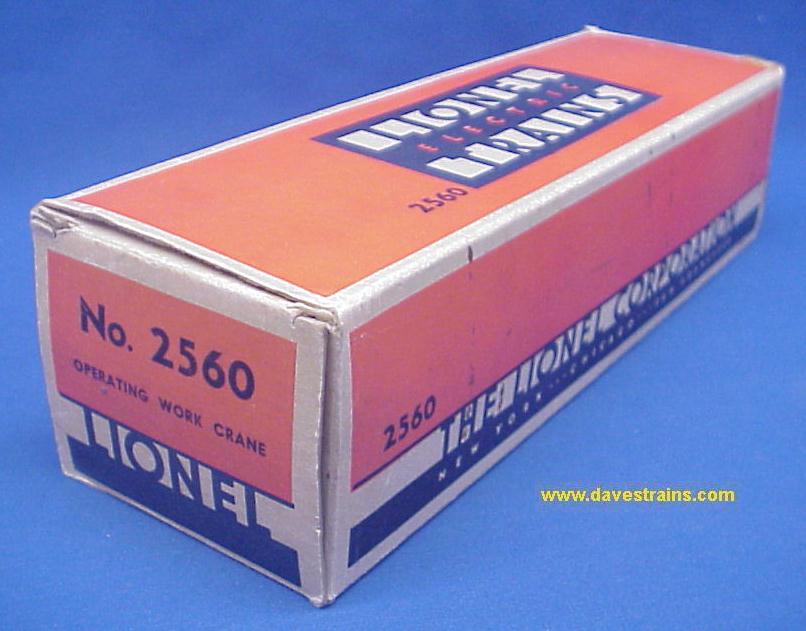 LIONEL
ELECTRIC
TRAINS
2560
No. 2560
OPERATING WORK CRANE
LIONEL
2560
THE LIONEL CORPORATION
NEW YORK
www.davestrains.com